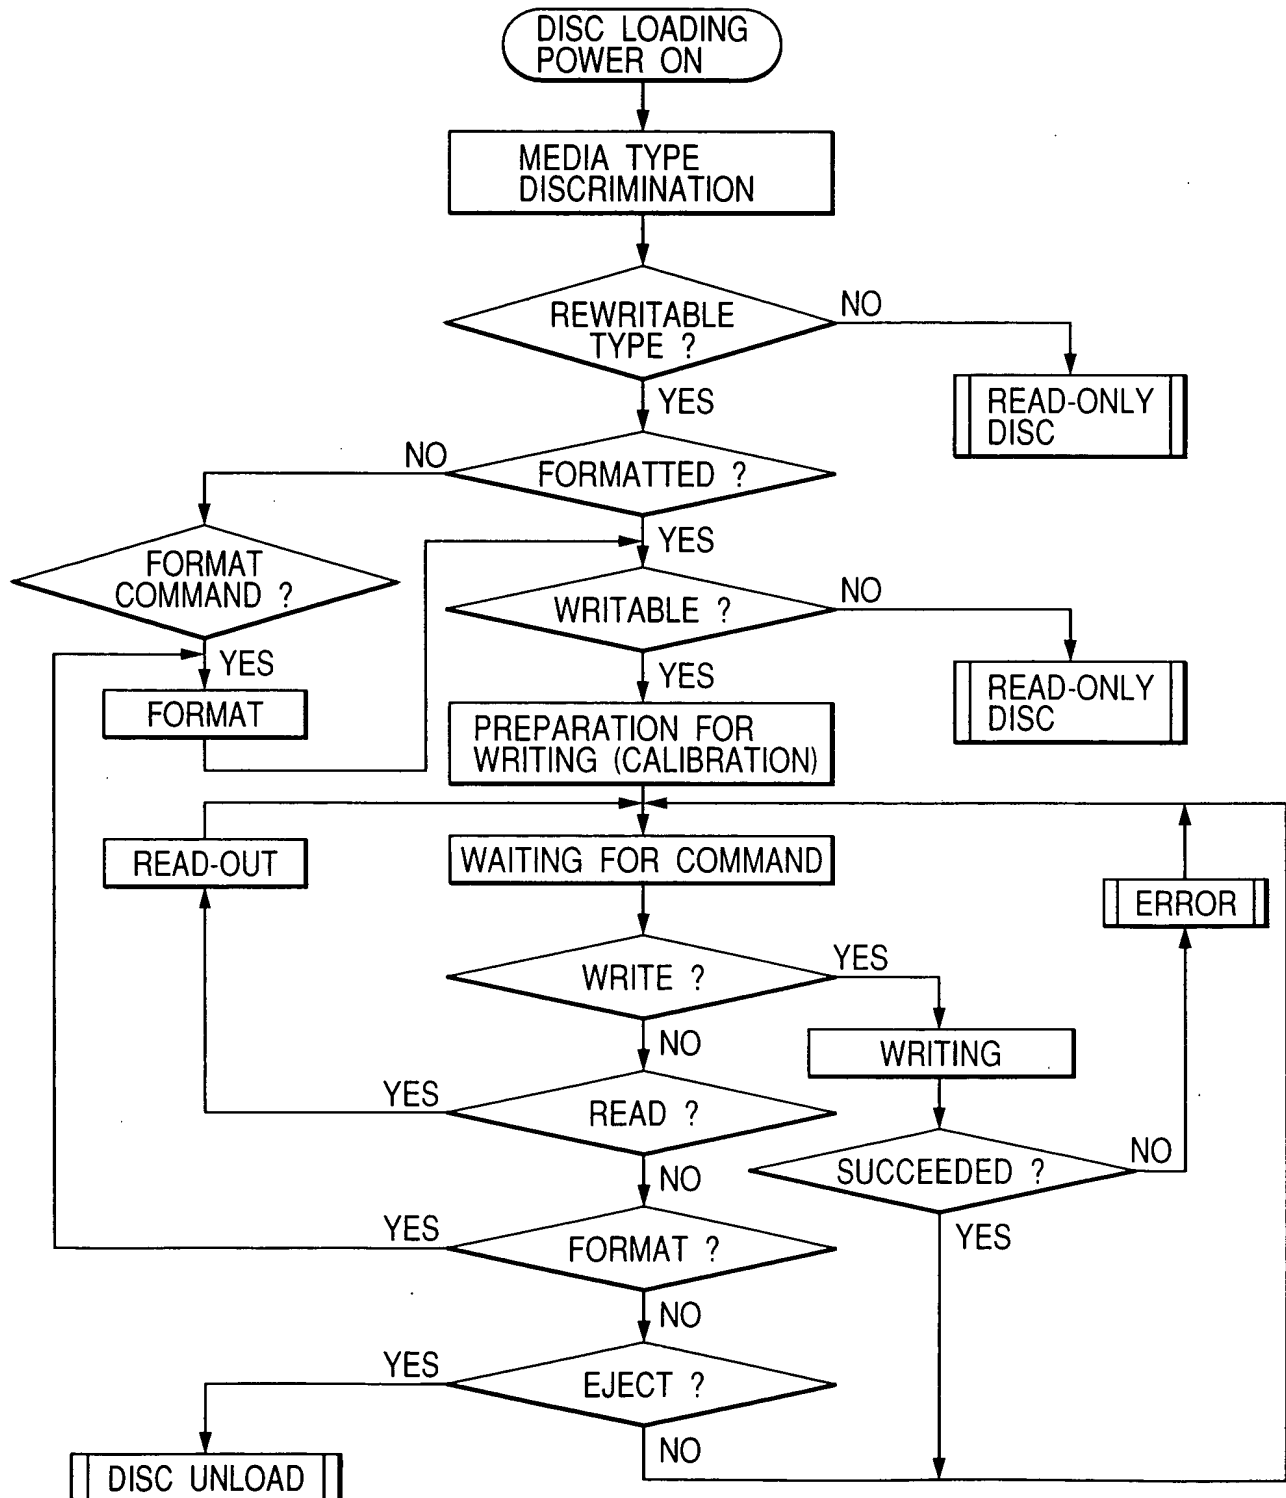 DISC LOADING
POWER ON
MEDIA TYPE
DISCRIMINATION
REWRITABLE
TYPE ?
NO
READ-ONLY
DISC
YES
FORMATTED ?
NO
YES
FORMAT
COMMAND ?
YES
FORMAT
WRITABLE ?
NO
READ-ONLY
DISC
YES
PREPARATION FOR
WRITING (CALIBRATION)
READ-OUT
WAITING FOR COMMAND
ERROR
WRITE ?
YES
NO
WRITING
READ ?
YES
NO
SUCCEEDED ?
NO
YES
FORMAT ?
YES
NO
EJECT ?
YES
NO
DISC UNLOAD